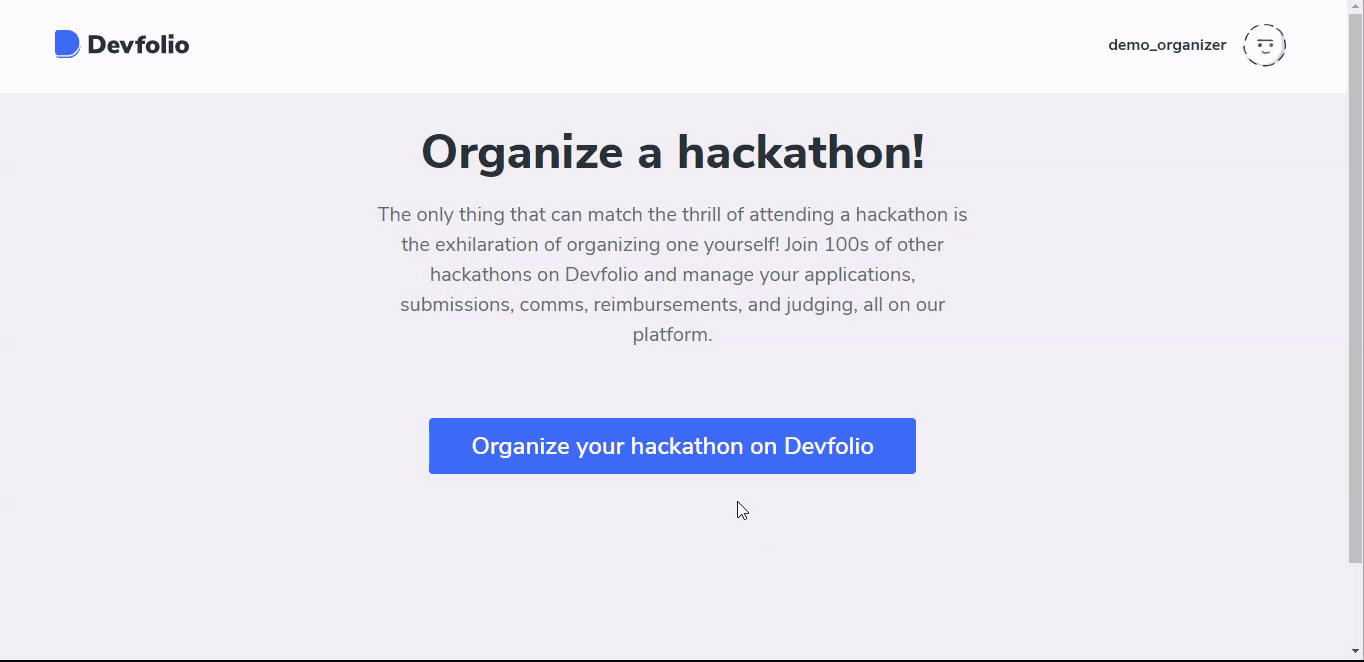 Devfolio
demo_organizer
Organize a hackathon!
The only thing that can match the thrill of attending a hackathon is
the exhilaration of organizing one yourself! Join 100s of other
hackathons on Devfolio and manage your applications,
submissions, comms, reimbursements, and judging, all on our
platform.
Organize your hackathon on Devfolio